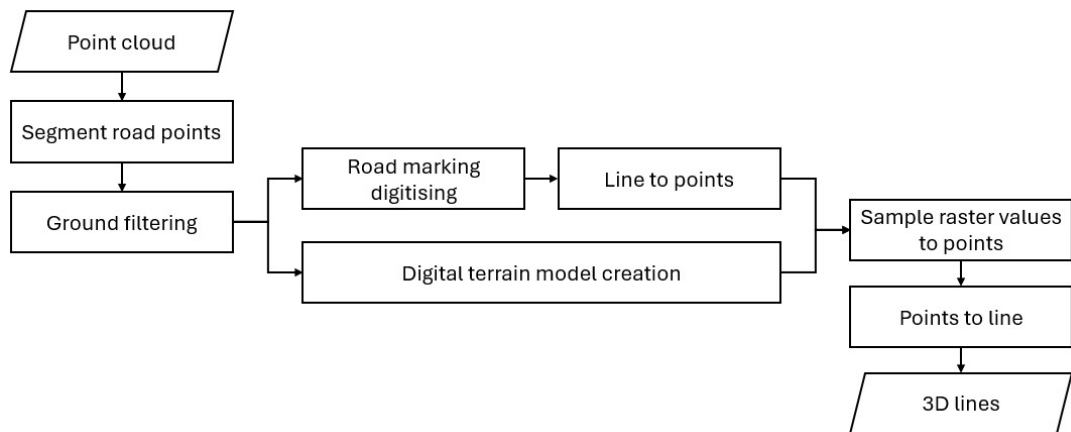 Point cloud
Segment road points
Ground filtering
Road marking
digitising
Line to points
Digital terrain model creation
Sample raster values
to points
Points to line
3D lines